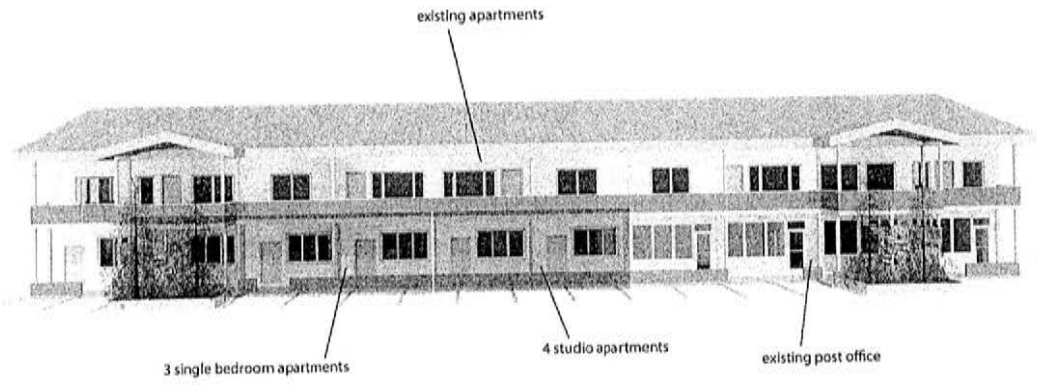 existing apartments
4 studio apartments
existing post office
3 single bedroom apartments